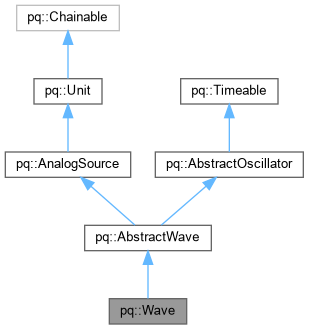 pq::Chainable
pq::Unit
pq::Timeable
pq::AnalogSource
pq::AbstractOscillator
pq::AbstractWave
pq::Wave